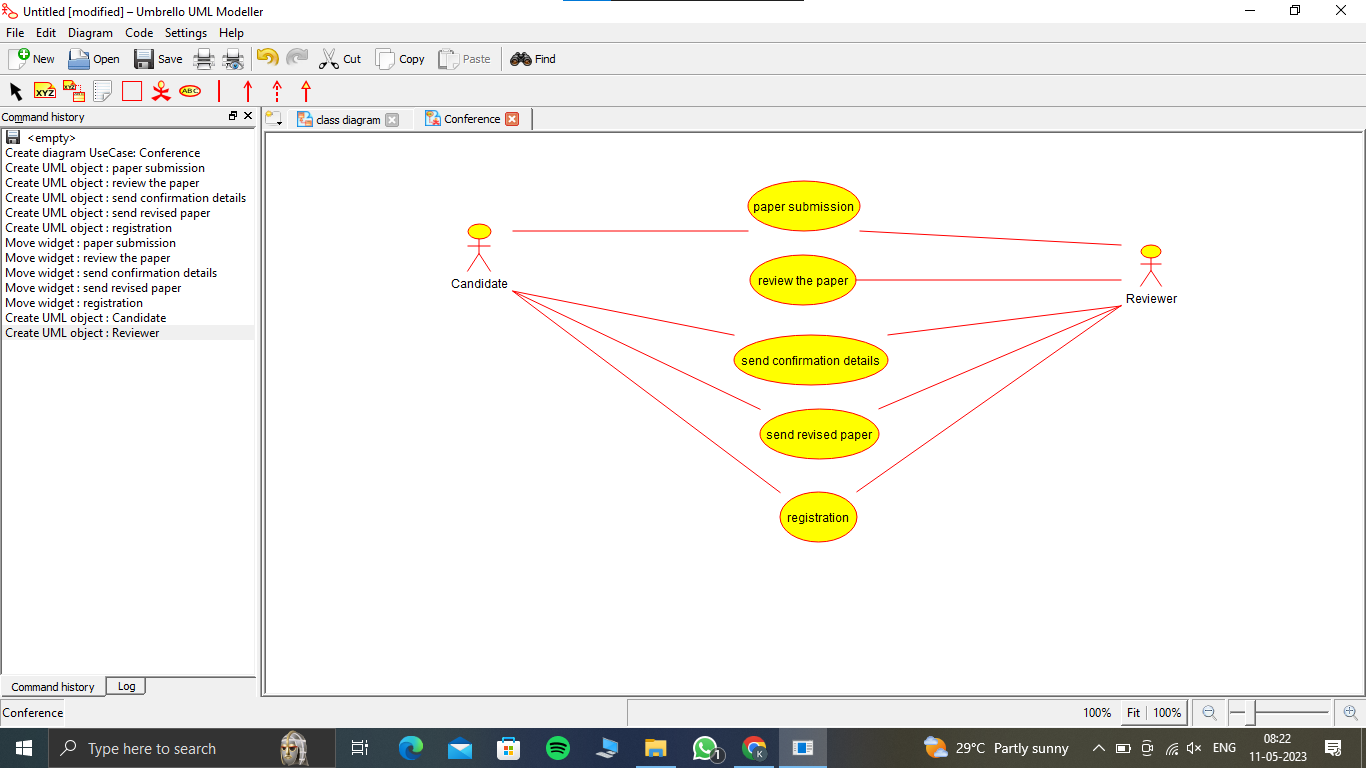 Untitled [modified] – Umbrello UML Modeller
File Edit Diagram Code Settings Help
New Open Save Cut Copy Paste Find
XYZ XYZ ABC
Command history
class diagram Conference
<empty>
Create diagram UseCase: Conference
Create UML object : paper submission
Create UML object : review the paper
Create UML object : send confirmation details
Create UML object : send revised paper
Create UML object : registration
Move widget : paper submission
Move widget : review the paper
Move widget : send confirmation details
Move widget : send revised paper
Move widget : registration
Create UML object : Candidate
Create UML object : Reviewer
paper submission
review the paper
Candidate
Reviewer
send confirmation details
send revised paper
registration
Command history Log
Conference
100% Fit 100%
Type here to search
1
K
29°C Partly sunny
ENG
08:22
11-05-2023